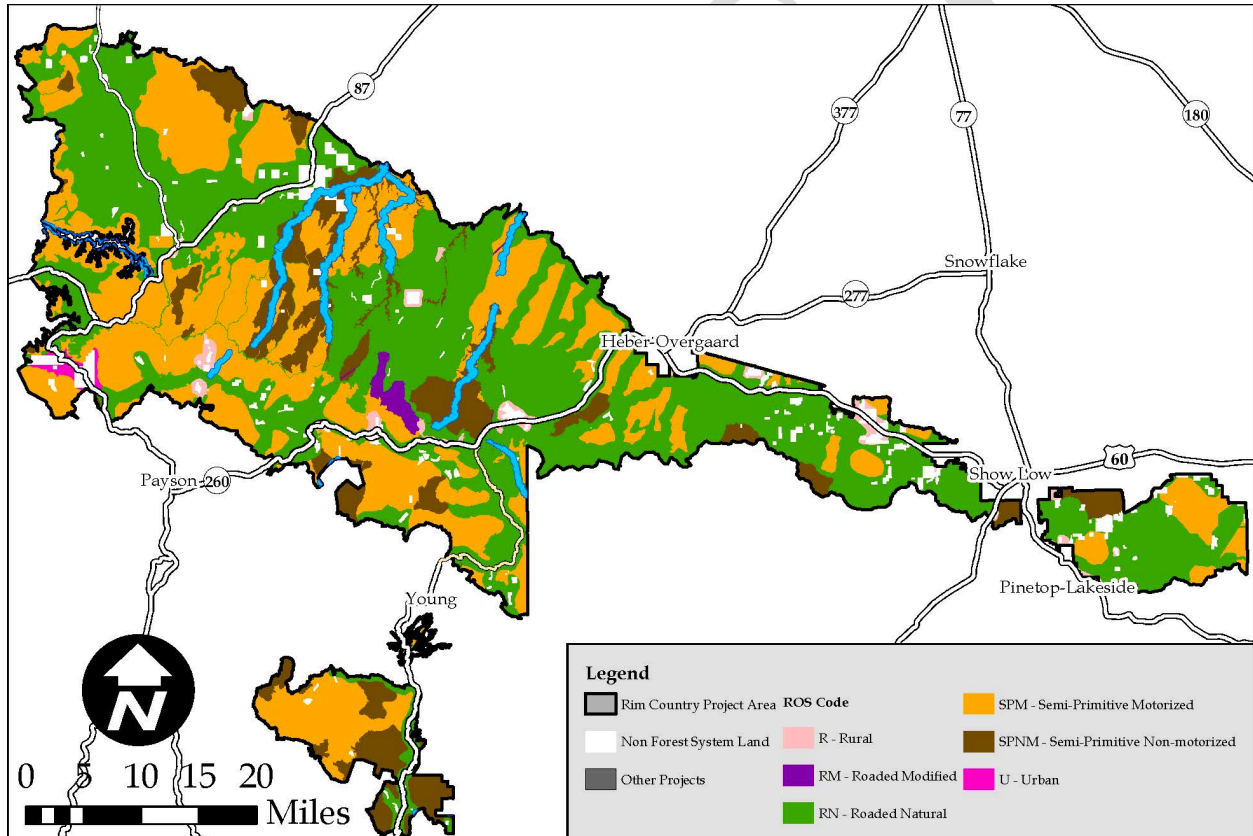 87
377
77
180
Snowflake
277
Heber-Overgaard
60
Show Low
Payson
260
Pinetop-Lakeside
Young
N
0 5 10 15 20
Miles
Legend
Rim Country Project Area
Non Forest System Land
Other Projects
ROS Code
R - Rural
RM - Roaded Modified
RN - Roaded Natural
SPM - Semi-Primitive Motorized
SPNM - Semi-Primitive Non-motorized
U - Urban